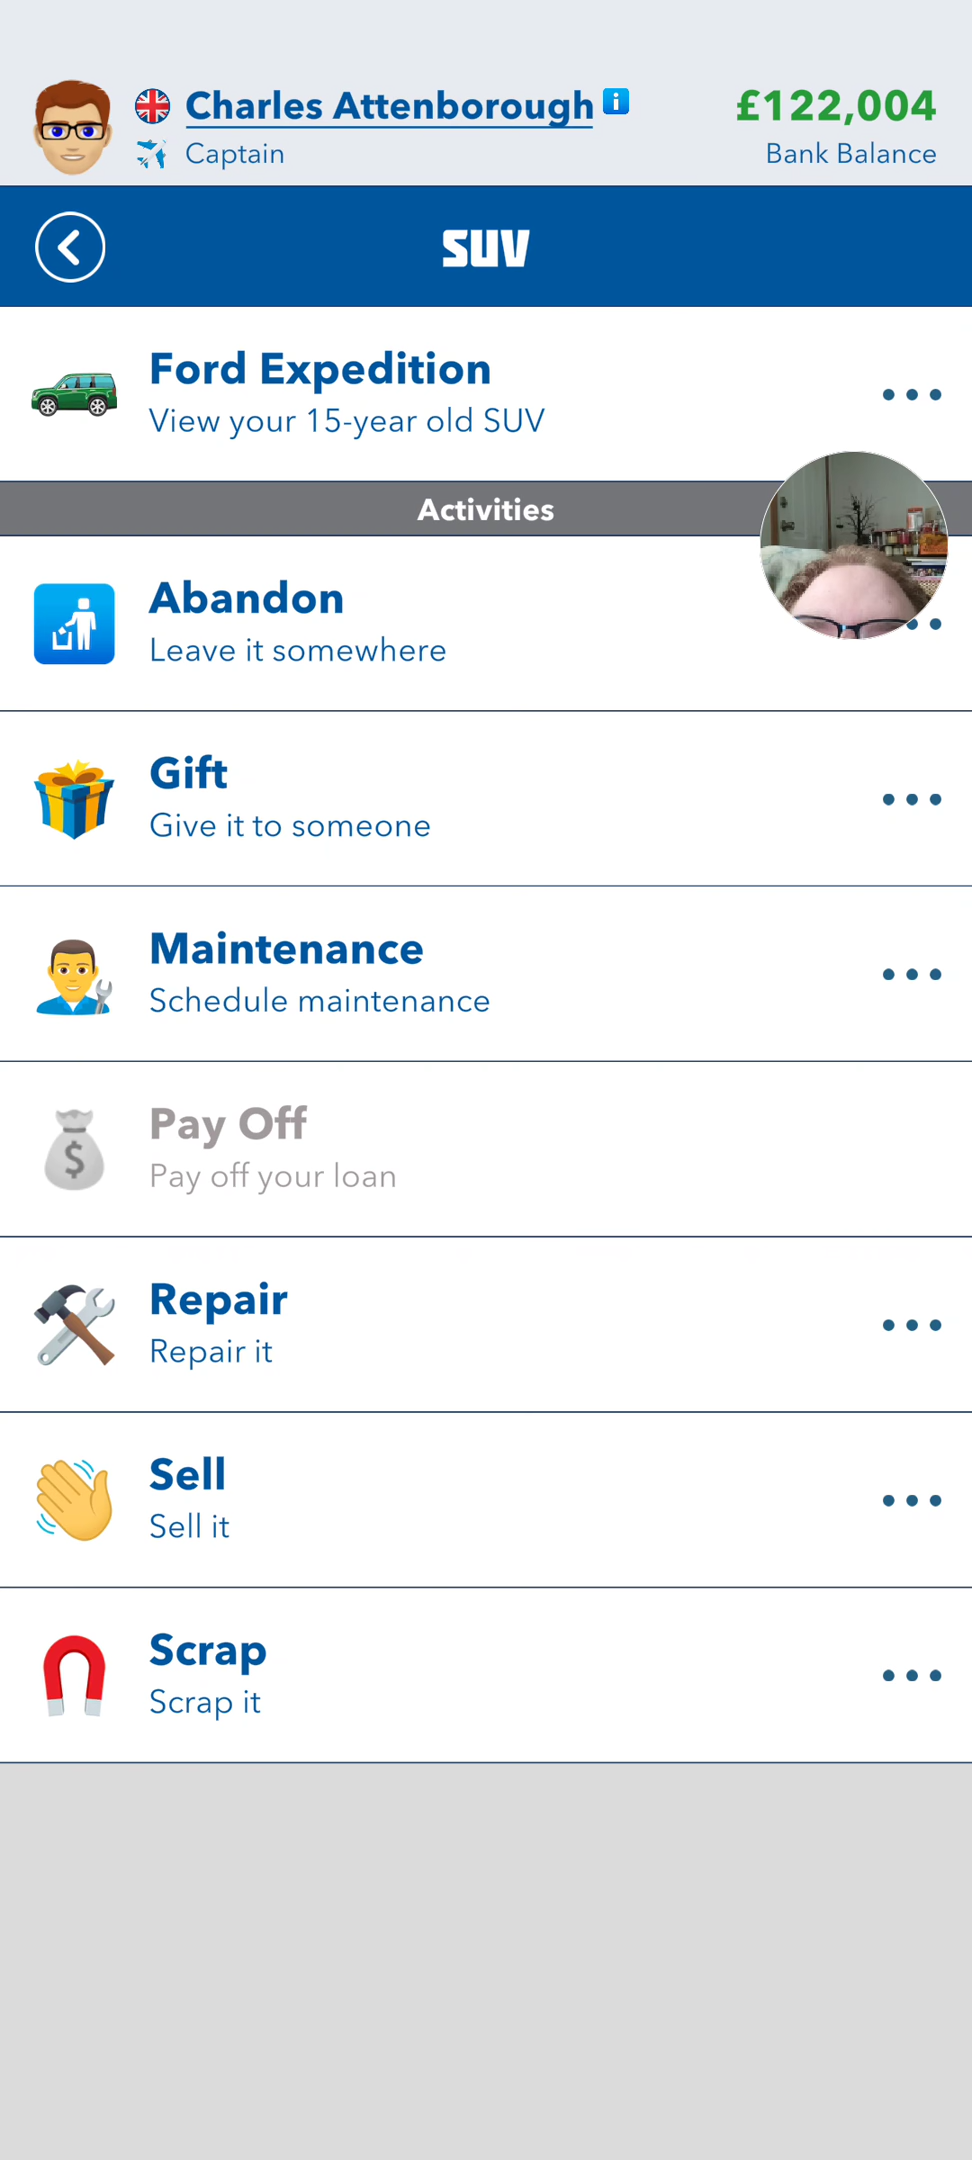 Charles Attenborough i
£122,004
Captain
Bank Balance
SUV
Ford Expedition
View your 15-year old SUV
Activities
Abandon
Leave it somewhere
Gift
Give it to someone
Maintenance
Schedule maintenance
Pay Off
Pay off your loan
Repair
Repair it
Sell
Sell it
Scrap
Scrap it